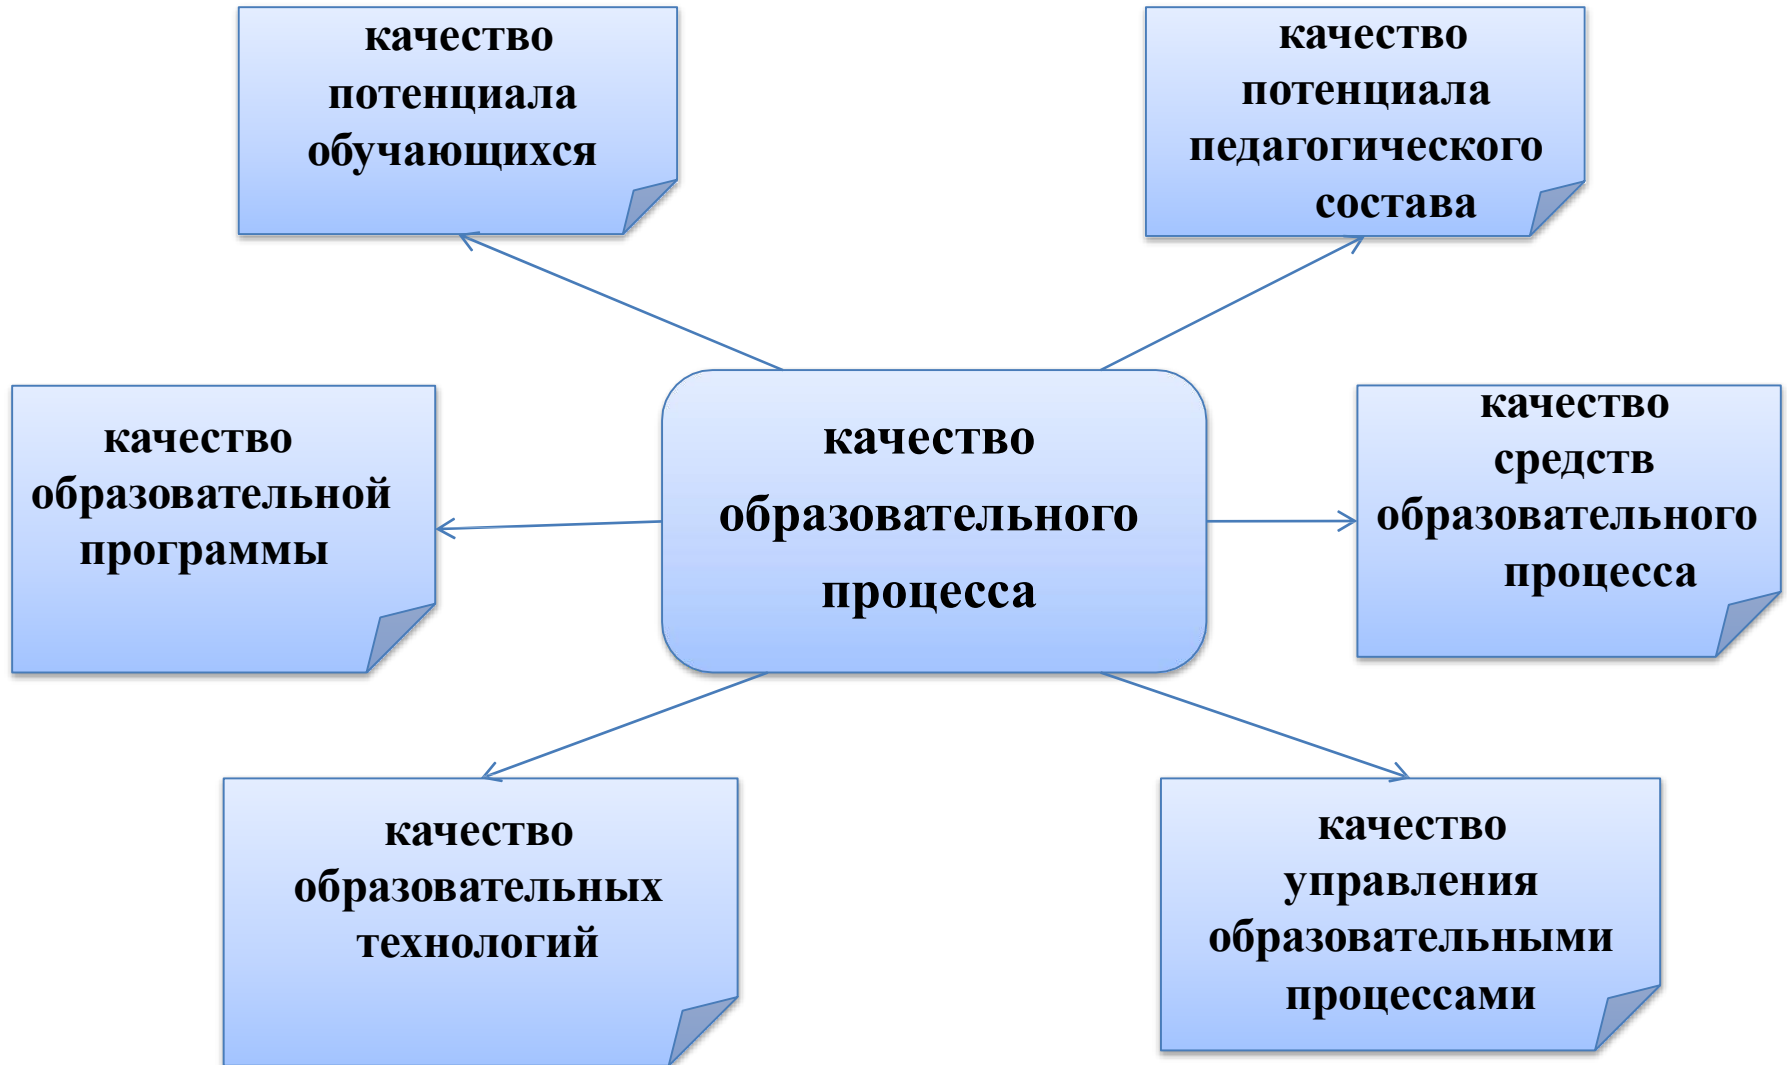 качество
потенциала
обучающихся
качество
потенциала
педагогического
состава
качество
образовательной
программы
качество
образовательного
процесса
качество
средств
образовательного
процесса
качество
образовательных
технологий
качество
управления
образовательными
процессами